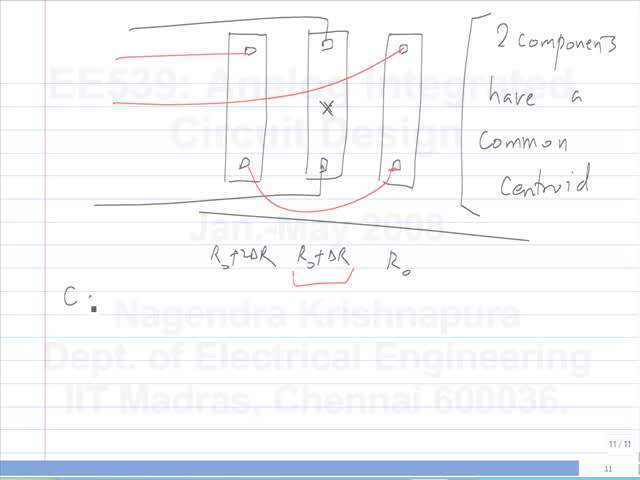 2 components
have a
common
centroid
R₀+2ΔR R₀+ΔR R₀
C :
EE539: Analog Integrated
Circuit Design
Jan.-May 2008
Nagendra Krishnapura
Dept. of Electrical Engineering
IIT Madras, Chennai 600036.
11 / 11
11